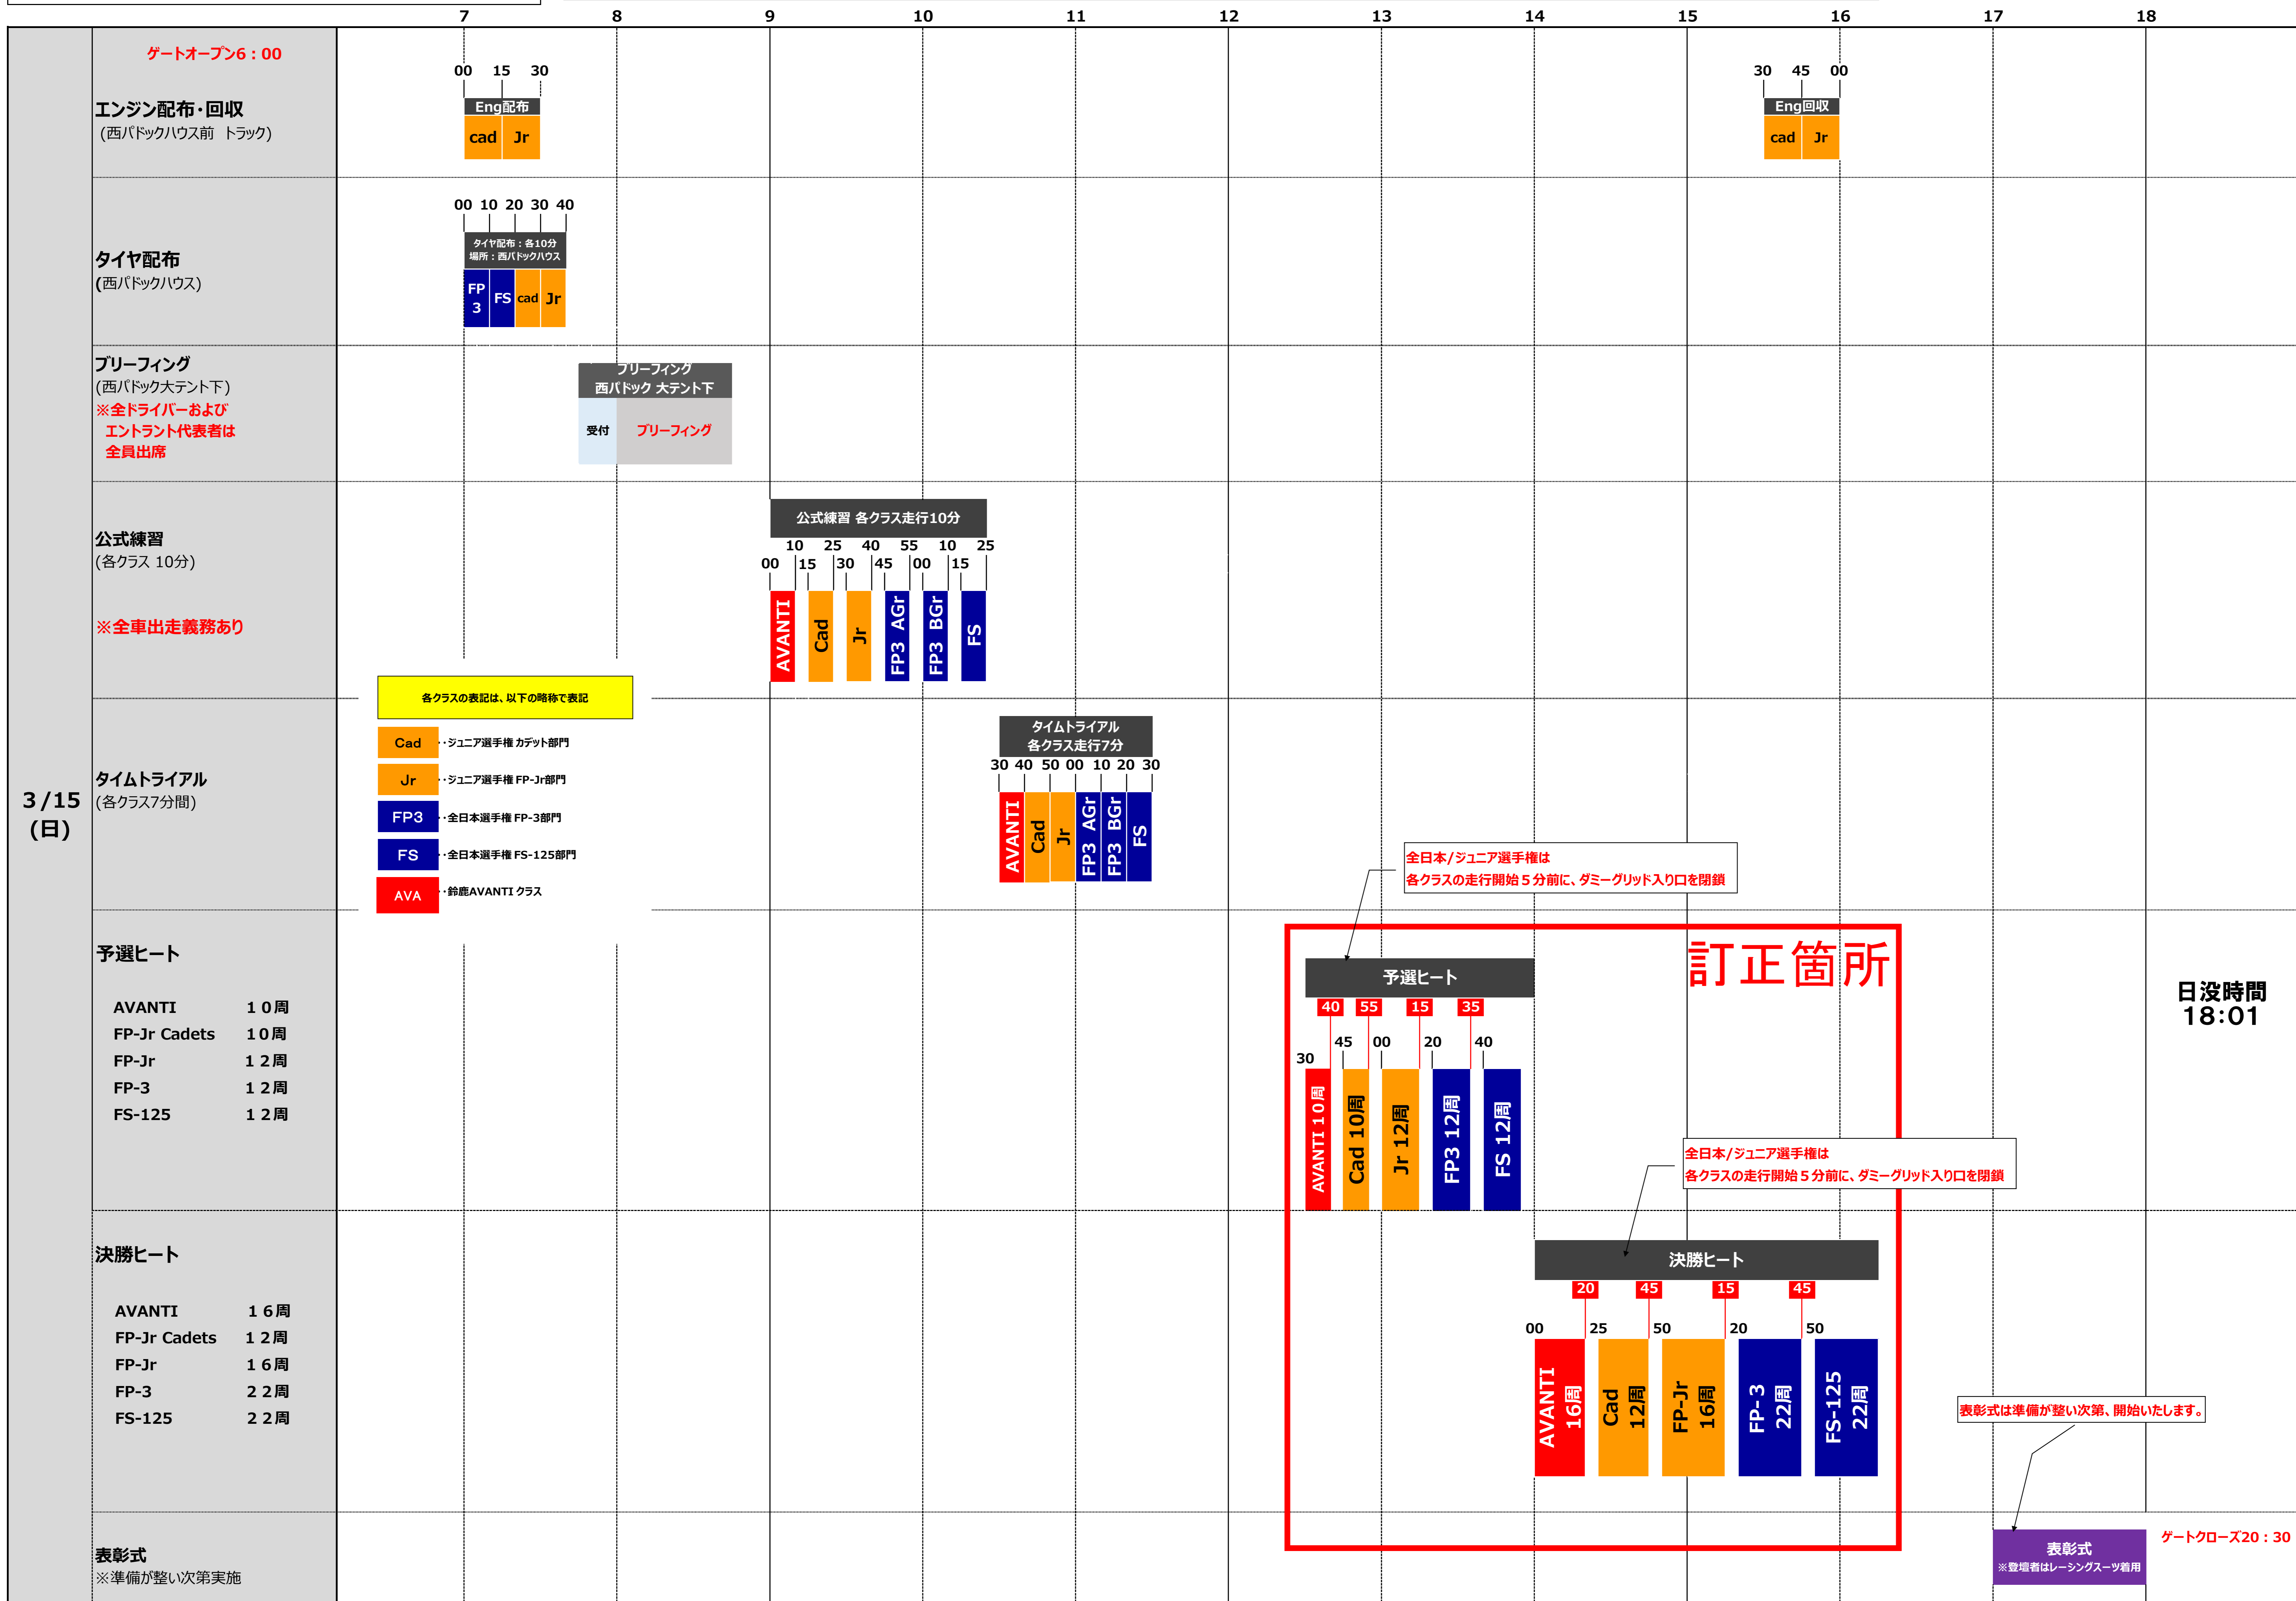 7 8 9 10 11 12 13 14 15 16 17 18
3/15
(日)
ゲートオープン6:00
エンジン配布・回収
(西パドックハウス前 トラック)
00 15 30
Eng配布
cad Jr
30 45 00
Eng回収
cad Jr
タイヤ配布
(西パドックハウス)
00 10 20 30 40
タイヤ配布:各10分
場所:西パドックハウス
FP
3
FS cad Jr
ブリーフィング
(西パドック大テント下)
※全ドライバーおよび
エントラント代表者は
全員出席
ブリーフィング
西パドック 大テント下
受付 ブリーフィング
公式練習
(各クラス 10分)
※全車出走義務あり
公式練習 各クラス走行10分
10 25 40 55 10 25
00 15 30 45 00 15
AVANTI
Cad
Jr
FP3 AGr
FP3 BGr
FS
各クラスの表記は、以下の略称で表記
Cad ・・ジュニア選手権 カデット部門
Jr ・・ジュニア選手権 FP-Jr部門
FP3 ・・全日本選手権 FP-3部門
FS ・・全日本選手権 FS-125部門
AVA ・・鈴鹿AVANTI クラス
タイムトライアル
(各クラス7分間)
タイムトライアル
各クラス走行7分
30 40 50 00 10 20 30
AVANTI
Cad
Jr
FP3 AGr
FP3 BGr
FS
全日本/ジュニア選手権は
各クラスの走行開始5分前に、ダミーグリッド入り口を閉鎖
予選ヒート
AVANTI 10周
FP-Jr Cadets 10周
FP-Jr 12周
FP-3 12周
FS-125 12周
訂正箇所
予選ヒート
40 55 15 35
30 45 00 20 40
AVANTI 10周
Cad 10周
Jr 12周
FP3 12周
FS 12周
日没時間
18:01
全日本/ジュニア選手権は
各クラスの走行開始5分前に、ダミーグリッド入り口を閉鎖
決勝ヒート
AVANTI 16周
FP-Jr Cadets 12周
FP-Jr 16周
FP-3 22周
FS-125 22周
決勝ヒート
20 45 15 45
00 25 50 20 50
AVANTI
16周
Cad
12周
FP-Jr
16周
FP-3
22周
FS-125
22周
表彰式は準備が整い次第、開始いたします。
表彰式
※準備が整い次第実施
表彰式
※登壇者はレーシングスーツ着用
ゲートクローズ20:30